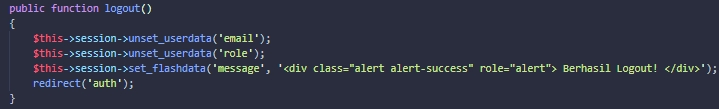 public function logout()
{
$this->session->unset_userdata('email');
$this->session->unset_userdata('role');
$this->session->set_flashdata('message', '<div class="alert alert-success" role="alert"> Berhasil Logout! </div>');
redirect('auth');
}